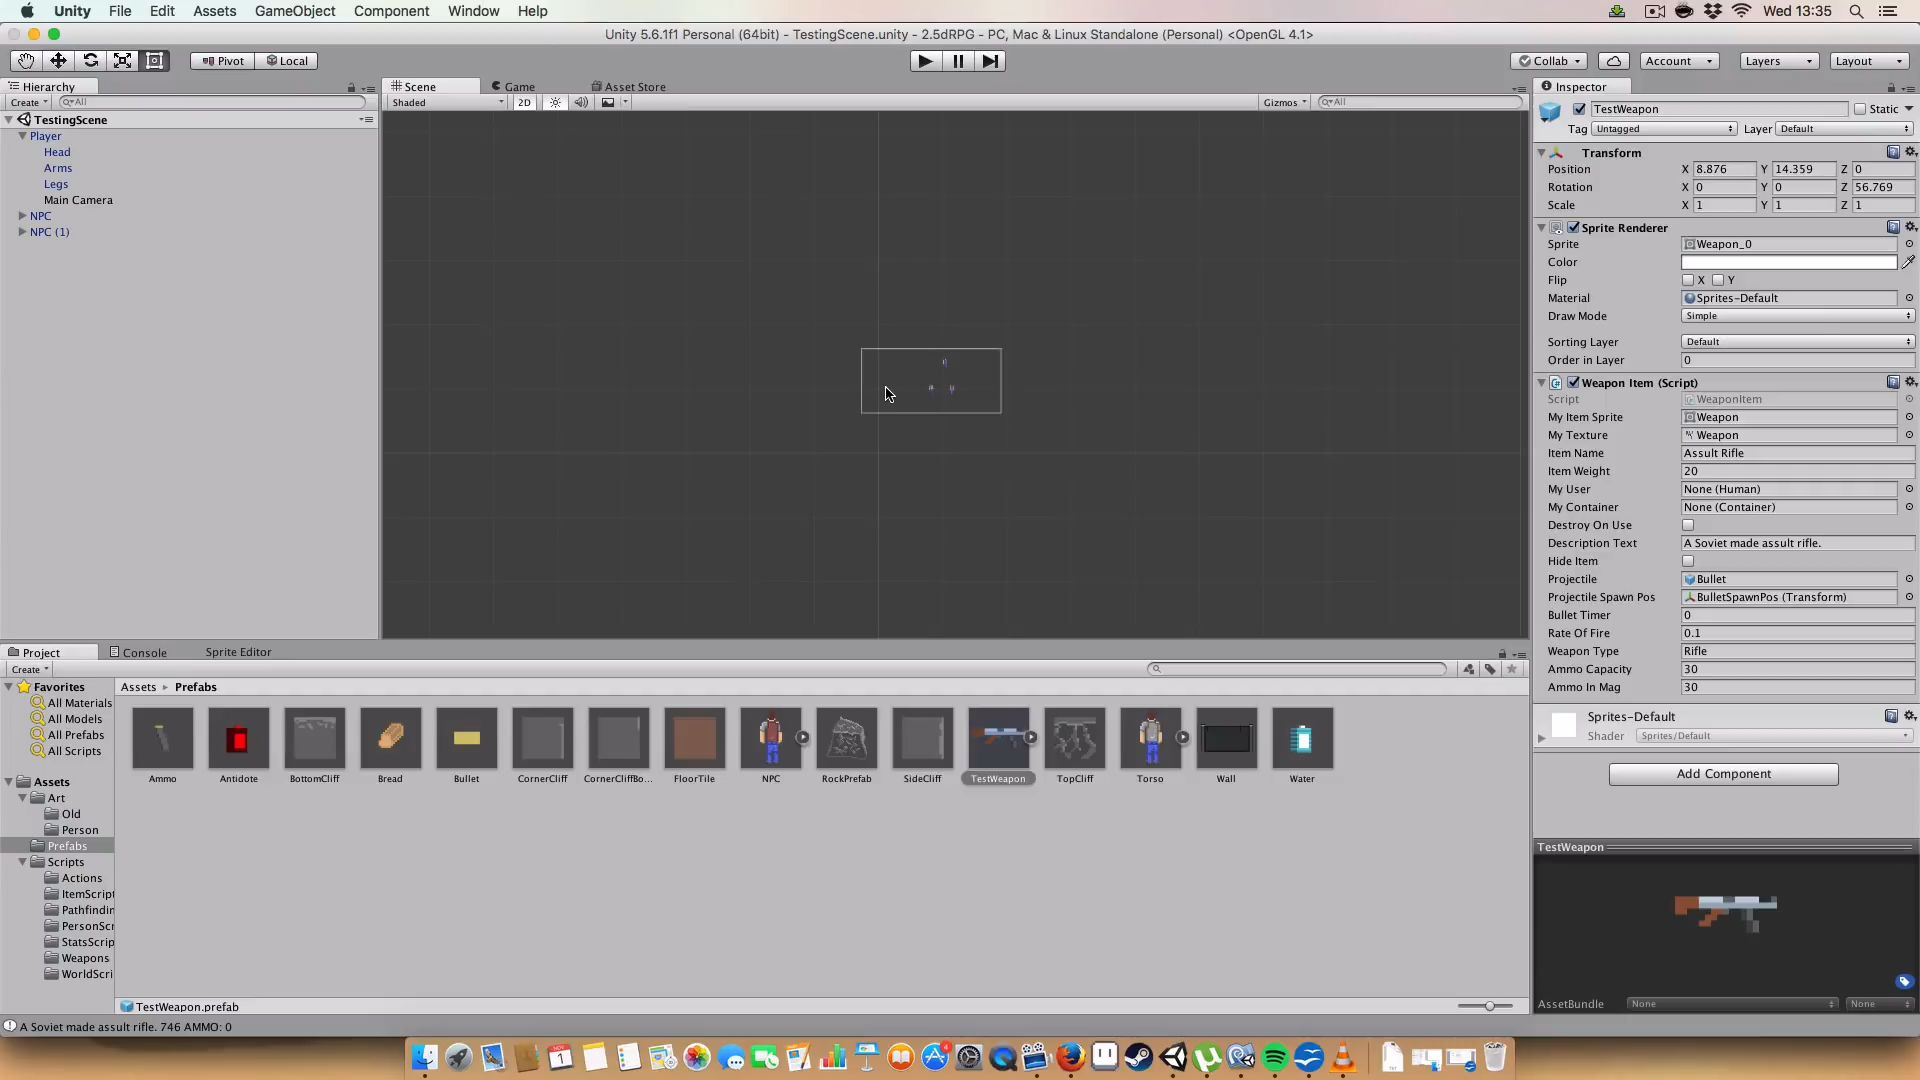 Unity File Edit Assets GameObject Component Window Help Wed 13:35
Unity 5.6.1f1 Personal (64bit) - TestingScene.unity - 2.5dRPG - PC, Mac & Linux Standalone (Personal) <OpenGL 4.1>
Pivot Local Collab Account Layers Layout
Hierarchy Scene Game Asset Store Inspector
Create All Shaded 2D Gizmos All
TestWeapon Static
Tag Untagged Layer Default
TestingScene
Player
Head
Arms
Legs
Main Camera
NPC
NPC (1)
Transform
Position X 8.876 Y 14.359 Z 0
Rotation X 0 Y 0 Z 56.769
Scale X 1 Y 1 Z 1
Sprite Renderer
Sprite Weapon_0
Color
Flip X Y
Material Sprites-Default
Draw Mode Simple
Sorting Layer Default
Order in Layer 0
Weapon Item (Script)
Script WeaponItem
My Item Sprite Weapon
My Texture Weapon
Item Name Assult Rifle
Item Weight 20
My User None (Human)
My Container None (Container)
Destroy On Use
Description Text A Soviet made assult rifle.
Hide Item
Projectile Bullet
Projectile Spawn Pos BulletSpawnPos (Transform)
Bullet Timer 0
Rate Of Fire 0.1
Weapon Type Rifle
Ammo Capacity 30
Ammo In Mag 30
Sprites-Default
Shader Sprites/Default
Add Component
TestWeapon
AssetBundle None None
Project Console Sprite Editor
Create
Favorites
All Materials
All Models
All Prefabs
All Scripts
Assets
Art
Old
Person
Prefabs
Scripts
Actions
ItemScript
Pathfindin
PersonScr
StatsScrip
Weapons
WorldScri
Assets Prefabs
Ammo Antidote BottomCliff Bread Bullet CornerCliff CornerCliffBo... FloorTile NPC RockPrefab SideCliff TestWeapon TopCliff Torso Wall Water
TestWeapon.prefab
A Soviet made assult rifle. 746 AMMO: 0
NOV
1
4